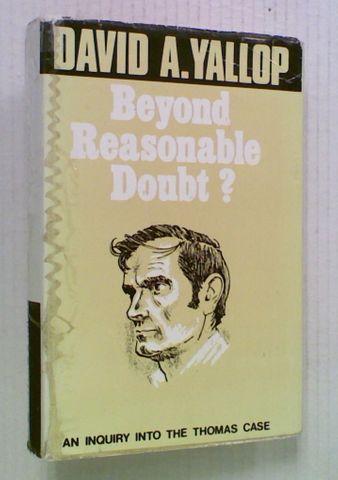 DAVID A. YALLOP
Beyond
Reasonable
Doubt ?
AN INQUIRY INTO THE THOMAS CASE